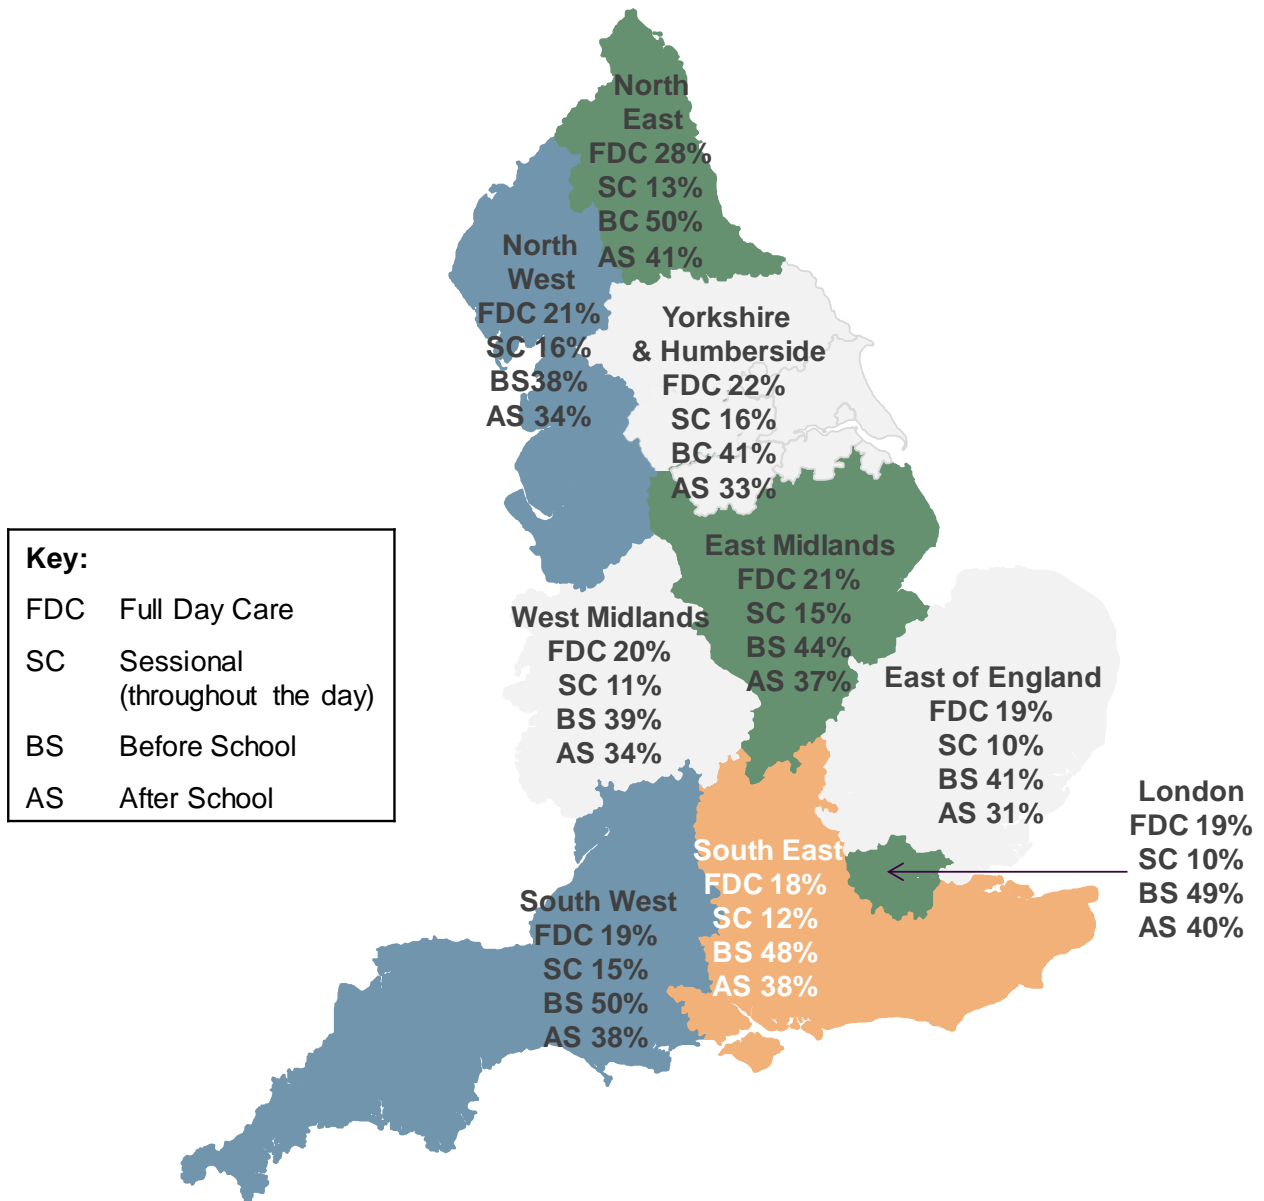 North
East
FDC 28%
SC 13%
BC 50%
AS 41%
North
West
FDC 21%
SC 16%
BS38%
AS 34%
Yorkshire
& Humberside
FDC 22%
SC 16%
BC 41%
AS 33%
East Midlands
FDC 21%
SC 15%
BS 44%
AS 37%
Key:
FDC Full Day Care
SC Sessional
(throughout the day)
BS Before School
AS After School
West Midlands
FDC 20%
SC 11%
BS 39%
AS 34%
East of England
FDC 19%
SC 10%
BS 41%
AS 31%
London
FDC 19%
SC 10%
BS 49%
AS 40%
South East
FDC 18%
SC 12%
BS 48%
AS 38%
South West
FDC 19%
SC 15%
BS 50%
AS 38%